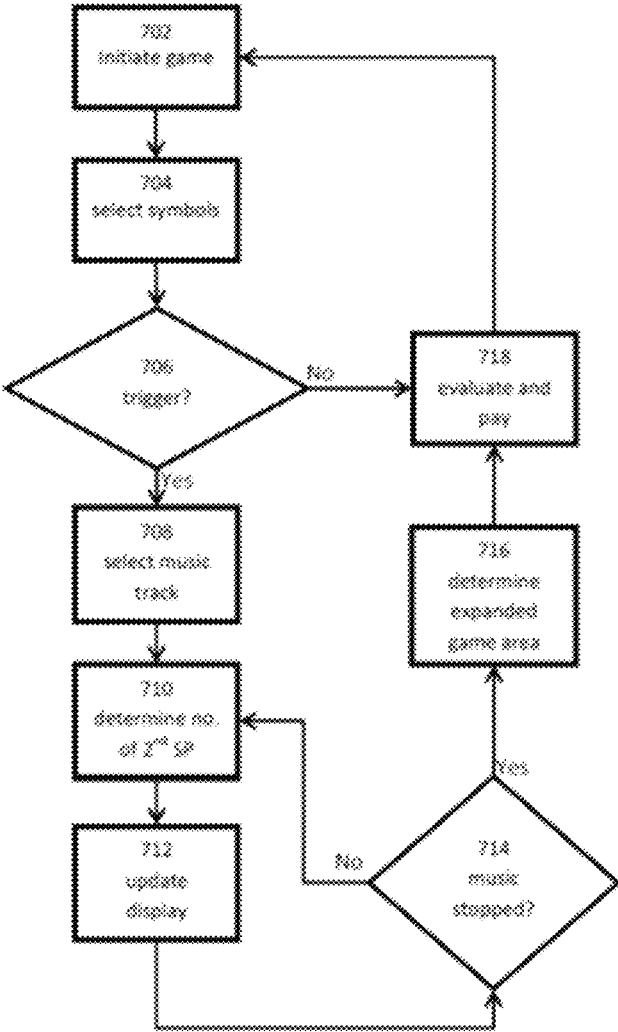 702
initiate game
704
select symbols
706
trigger?
No
Yes
708
select music
track
710
determine no.
of 2nd SP
712
update
display
718
evaluate and
pay
716
determine
expanded
game area
Yes
714
music
stopped?
No